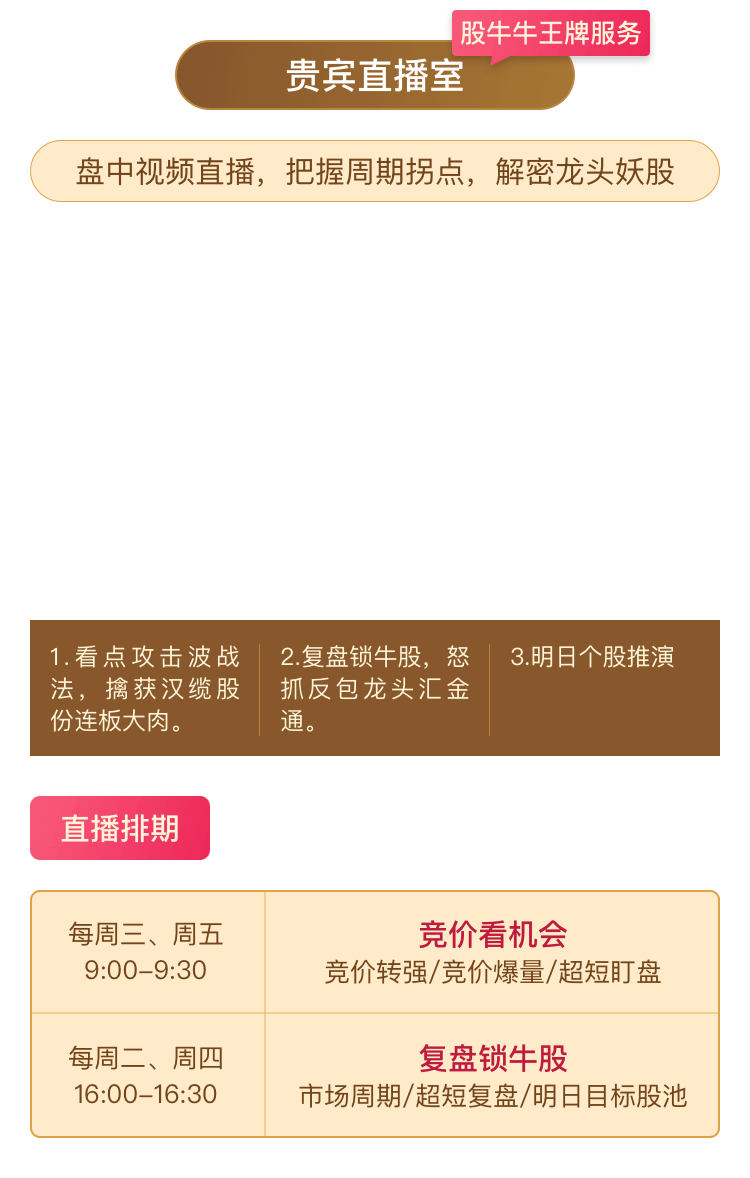 股牛牛王牌服务
贵宾直播室
盘中视频直播，把握周期拐点，解密龙头妖股
1.看点攻击波战
法，擒获汉缆股
份连板大肉。
2.复盘锁牛股，怒
抓反包龙头汇金
通。
3.明日个股推演
直播排期
每周三、周五
9:00–9:30
竞价看机会
竞价转强/竞价爆量/超短盯盘
每周二、周四
16:00–16:30
复盘锁牛股
市场周期/超短复盘/明日目标股池